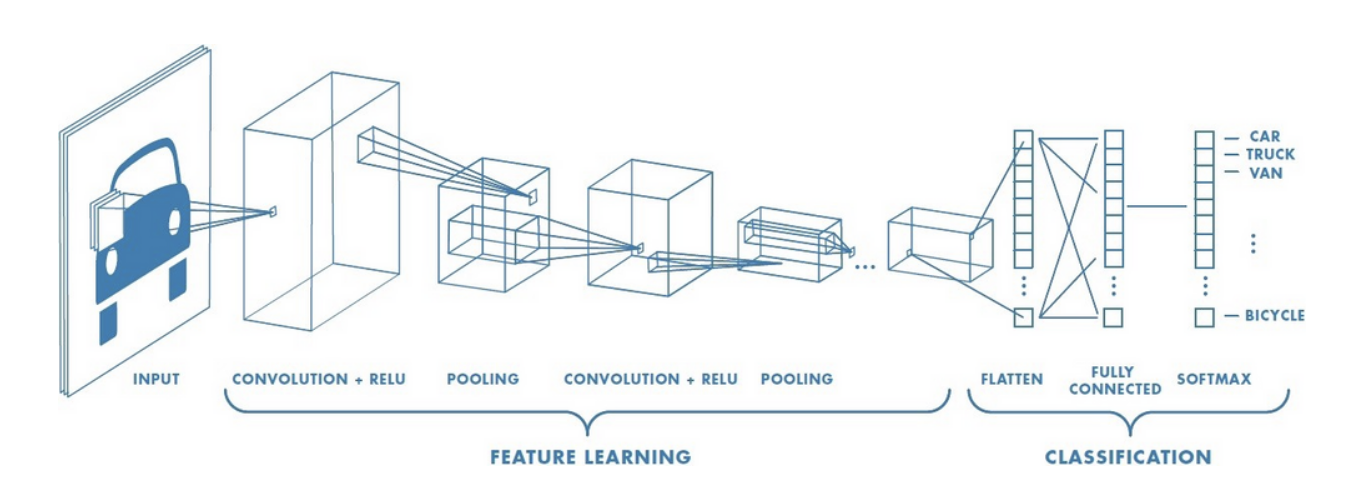 CAR
TRUCK
VAN
...
BICYCLE
INPUT
CONVOLUTION + RELU
POOLING
CONVOLUTION + RELU
POOLING
FLATTEN
FULLY
CONNECTED
SOFTMAX
FEATURE LEARNING
CLASSIFICATION